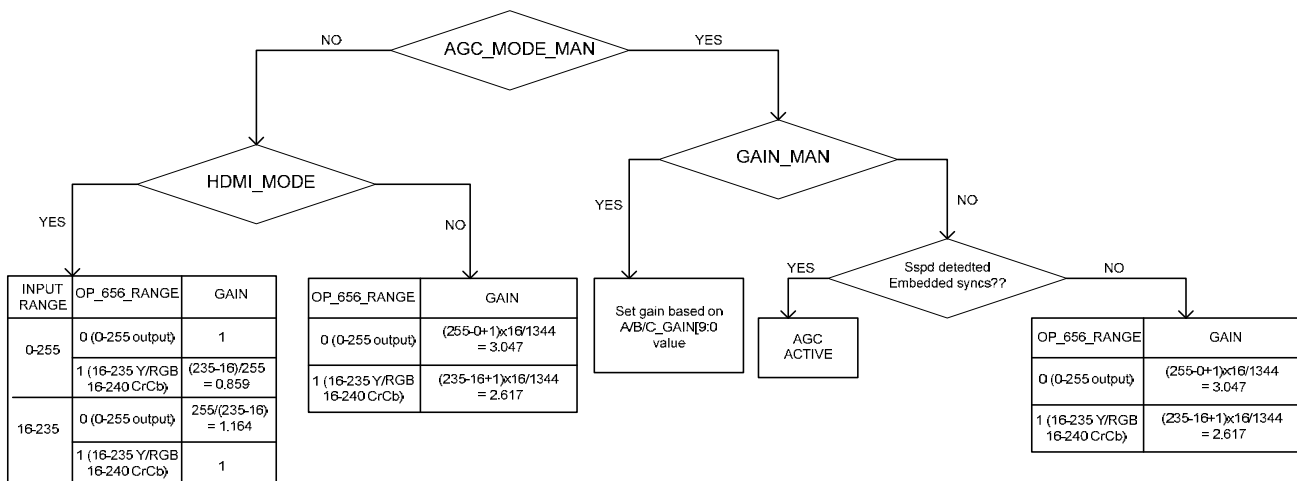 AGC_MODE_MAN
NO
YES
HDMI_MODE
GAIN_MAN
YES
NO
YES
NO
Sspd detedted
Embedded syncs??
YES
NO
INPUT
RANGE
OP_656_RANGE
GAIN
0-255
0 (0-255 output)
1
1 (16-235 Y/RGB
16-240 CrCb)
(235-16)/255
= 0.859
16-235
0 (0-255 output)
255/(235-16)
= 1.164
1 (16-235 Y/RGB
16-240 CrCb)
1
OP_656_RANGE
GAIN
0 (0-255 output)
(255-0+1)x16/1344
= 3.047
1 (16-235 Y/RGB
16-240 CrCb)
(235-16+1)x16/1344
= 2.617
Set gain based on
A/B/C_GAIN[9:0
value
AGC
ACTIVE
OP_656_RANGE
GAIN
0 (0-255 output)
(255-0+1)x16/1344
= 3.047
1 (16-235 Y/RGB
16-240 CrCb)
(235-16+1)x16/1344
= 2.617